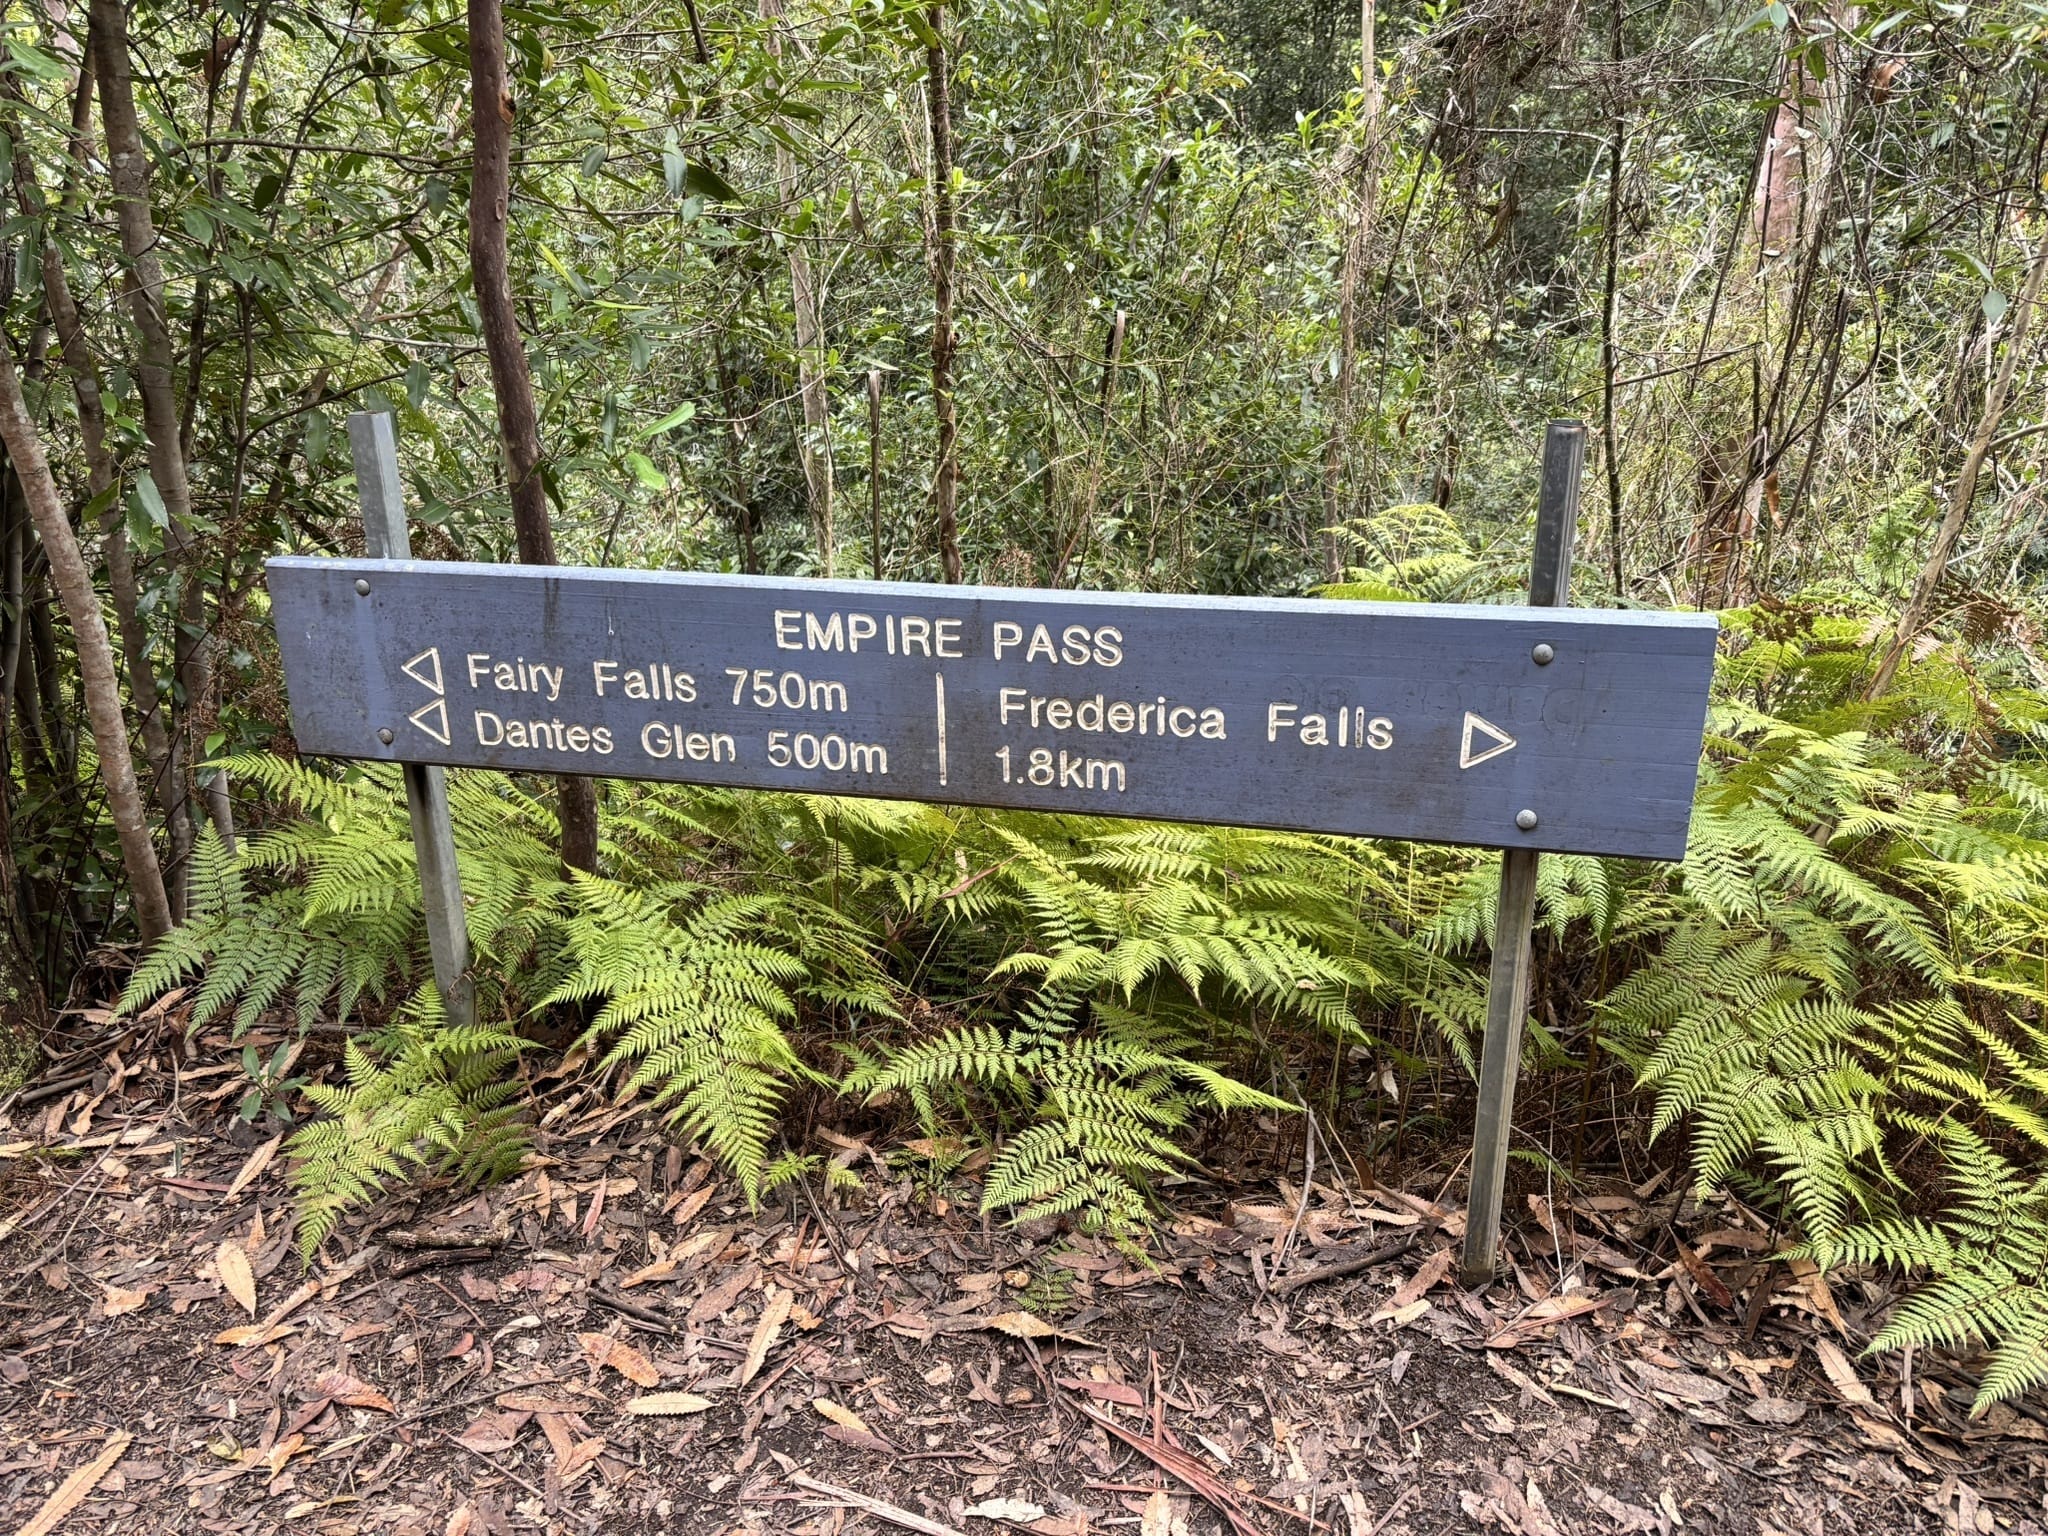 EMPIRE PASS
◁ Fairy Falls 750m
◁ Dantes Glen 500m
Frederica Falls ▷
1.8km